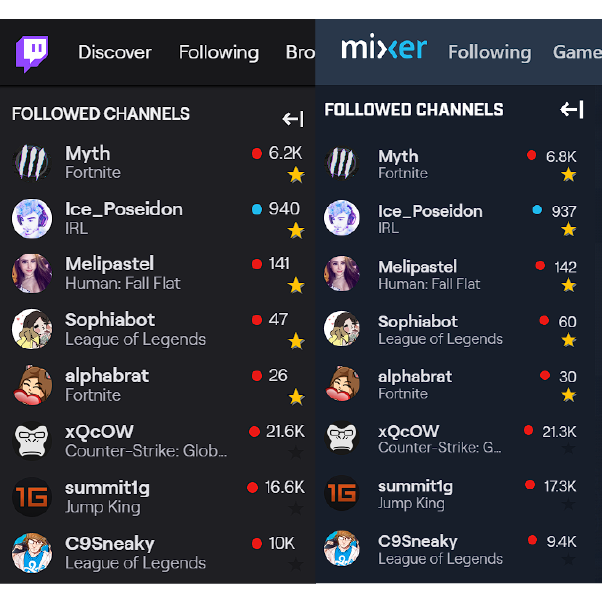 Discover Following Bro
FOLLOWED CHANNELS
Myth 6.2K
Fortnite
Ice_Poseidon 940
IRL
Melipastel 141
Human: Fall Flat
Sophiabot 47
League of Legends
alphabrat 26
Fortnite
xQcOW 21.6K
Counter-Strike: Glob...
1G
summit1g 16.6K
Jump King
C9Sneaky 10K
League of Legends
mixer Following Game
FOLLOWED CHANNELS
Myth 6.8K
Fortnite
Ice_Poseidon 937
IRL
Melipastel 142
Human: Fall Flat
Sophiabot 60
League of Legends
alphabrat 30
Fortnite
xQcOW 21.3K
Counter-Strike: G...
1G
summit1g 17.3K
Jump King
C9Sneaky 9.4K
League of Legends